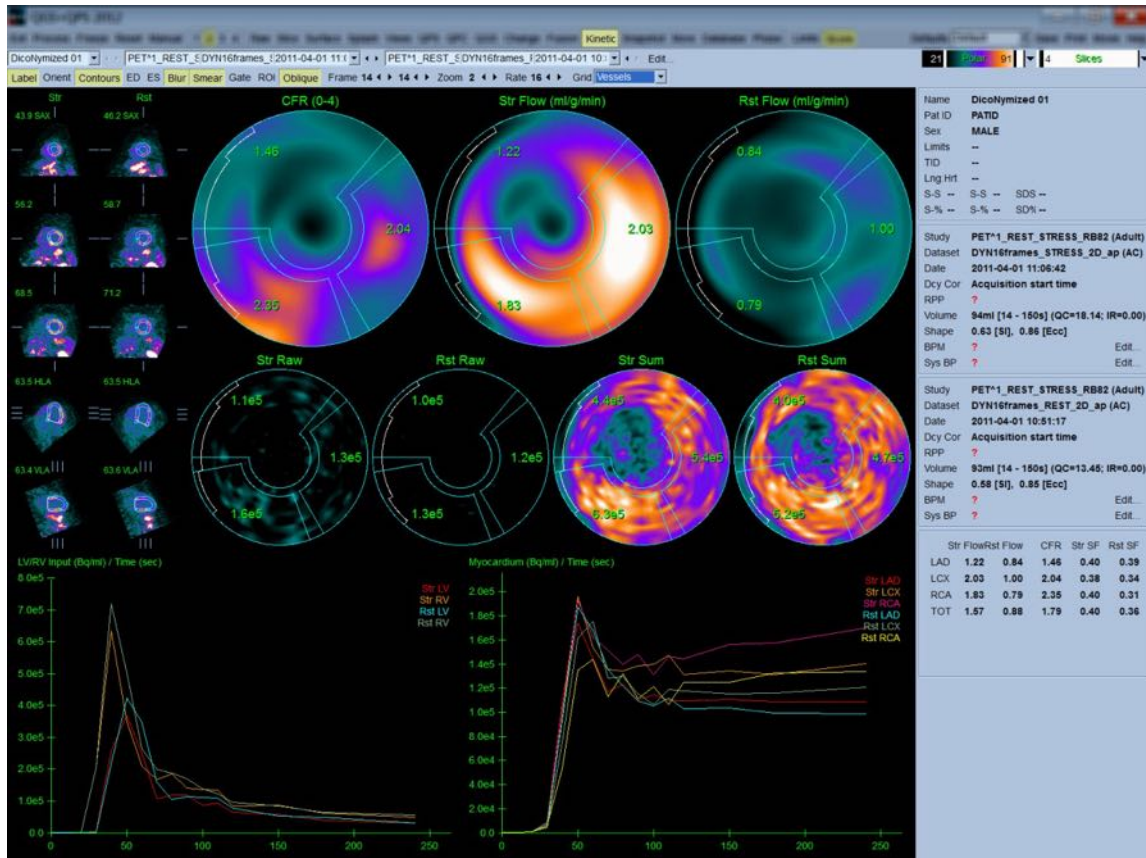 QGS+QPS 2012
Kinetic
DicoNymized 01 PET^1_REST_S DYN16frames_S 2011-04-01 11:0 PET^1_REST_S DYN16frames_F 2011-04-01 10: Edit...
21 Polar 91 4 Slices
Label Orient Contours ED ES Blur Smear Gate ROI Oblique Frame 14 14 Zoom 2 Rate 16 Grid Vessels
Str Rst
43.9 SAX 46.2 SAX
55.2 58.7
68.5 71.2
63.5 HLA 63.5 HLA
63.4 VLA 63.6 VLA
CFR (0-4)
1.46
2.04
2.35
Str Flow (ml/g/min)
1.22
2.03
1.83
Rst Flow (ml/g/min)
0.84
1.00
0.79
Str Raw
1.1e5
1.3e5
1.6e5
Rst Raw
1.0e5
1.2e5
1.3e5
Str Sum
4.4e5
5.4e5
6.3e5
Rst Sum
4.0e5
4.7e5
5.2e5
LV/RV Input (Bq/ml) / Time (sec)
8.0e5
7.0e5
6.0e5
5.0e5
4.0e5
3.0e5
2.0e5
1.0e5
0.0
0 50 100 150 200 250
Str LV
Str RV
Rst LV
Rst RV
Myocardium (Bq/ml) / Time (sec)
2.0e5
1.8e5
1.6e5
1.4e5
1.2e5
1.0e5
8.0e4
6.0e4
4.0e4
2.0e4
0.0
0 50 100 150 200 250
Str LAD
Str LCX
Str RCA
Rst LAD
Rst LCX
Rst RCA
Name DicoNymized 01
Pat ID PATID
Sex MALE
Limits --
TID --
Lng Hrt --
S-S -- S-S -- SDS --
S-% -- S-% -- SD% --
Study PET^1_REST_STRESS_RB82 (Adult)
Dataset DYN16frames_STRESS_2D_ap (AC)
Date 2011-04-01 11:06:42
Dcy Cor Acquisition start time
RPP ?
Volume 94ml [14 - 150s] (QC=18.14; IR=0.00)
Shape 0.63 [SI], 0.86 [Ecc]
BPM ? Edit...
Sys BP ? Edit...
Study PET^1_REST_STRESS_RB82 (Adult)
Dataset DYN16frames_REST_2D_ap (AC)
Date 2011-04-01 10:51:17
Dcy Cor Acquisition start time
RPP ?
Volume 93ml [14 - 150s] (QC=13.45; IR=0.00)
Shape 0.58 [SI], 0.85 [Ecc]
BPM ? Edit...
Sys BP ? Edit...
Str Flow Rst Flow CFR Str SF Rst SF
LAD 1.22 0.84 1.46 0.40 0.39
LCX 2.03 1.00 2.04 0.38 0.34
RCA 1.83 0.79 2.35 0.40 0.31
TOT 1.57 0.88 1.79 0.40 0.36